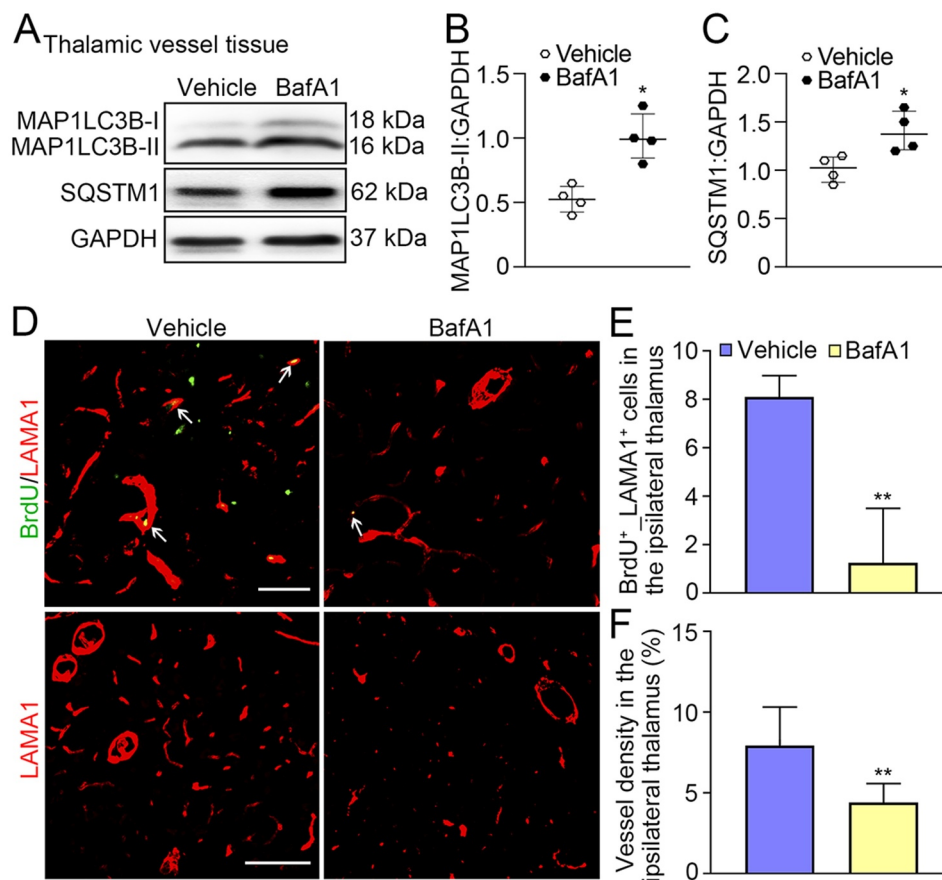 A Thalamic vessel tissue
Vehicle BafA1
MAP1LC3B-I 18 kDa
MAP1LC3B-II 16 kDa
SQSTM1 62 kDa
GAPDH 37 kDa
B
Vehicle
BafA1
MAP1LC3B-II:GAPDH
1.5
1.0
0.5
0
*
C
Vehicle
BafA1
SQSTM1:GAPDH
2.0
1.5
1.0
0.5
0
*
D
Vehicle BafA1
BrdU/LAMA1
LAMA1
E
Vehicle BafA1
BrdU⁺_LAMA1⁺ cells in
the ipsilateral thalamus
10
8
6
4
2
0
**
F
Vessel density in the
ipsilateral thalamus (%)
15
10
5
0
**